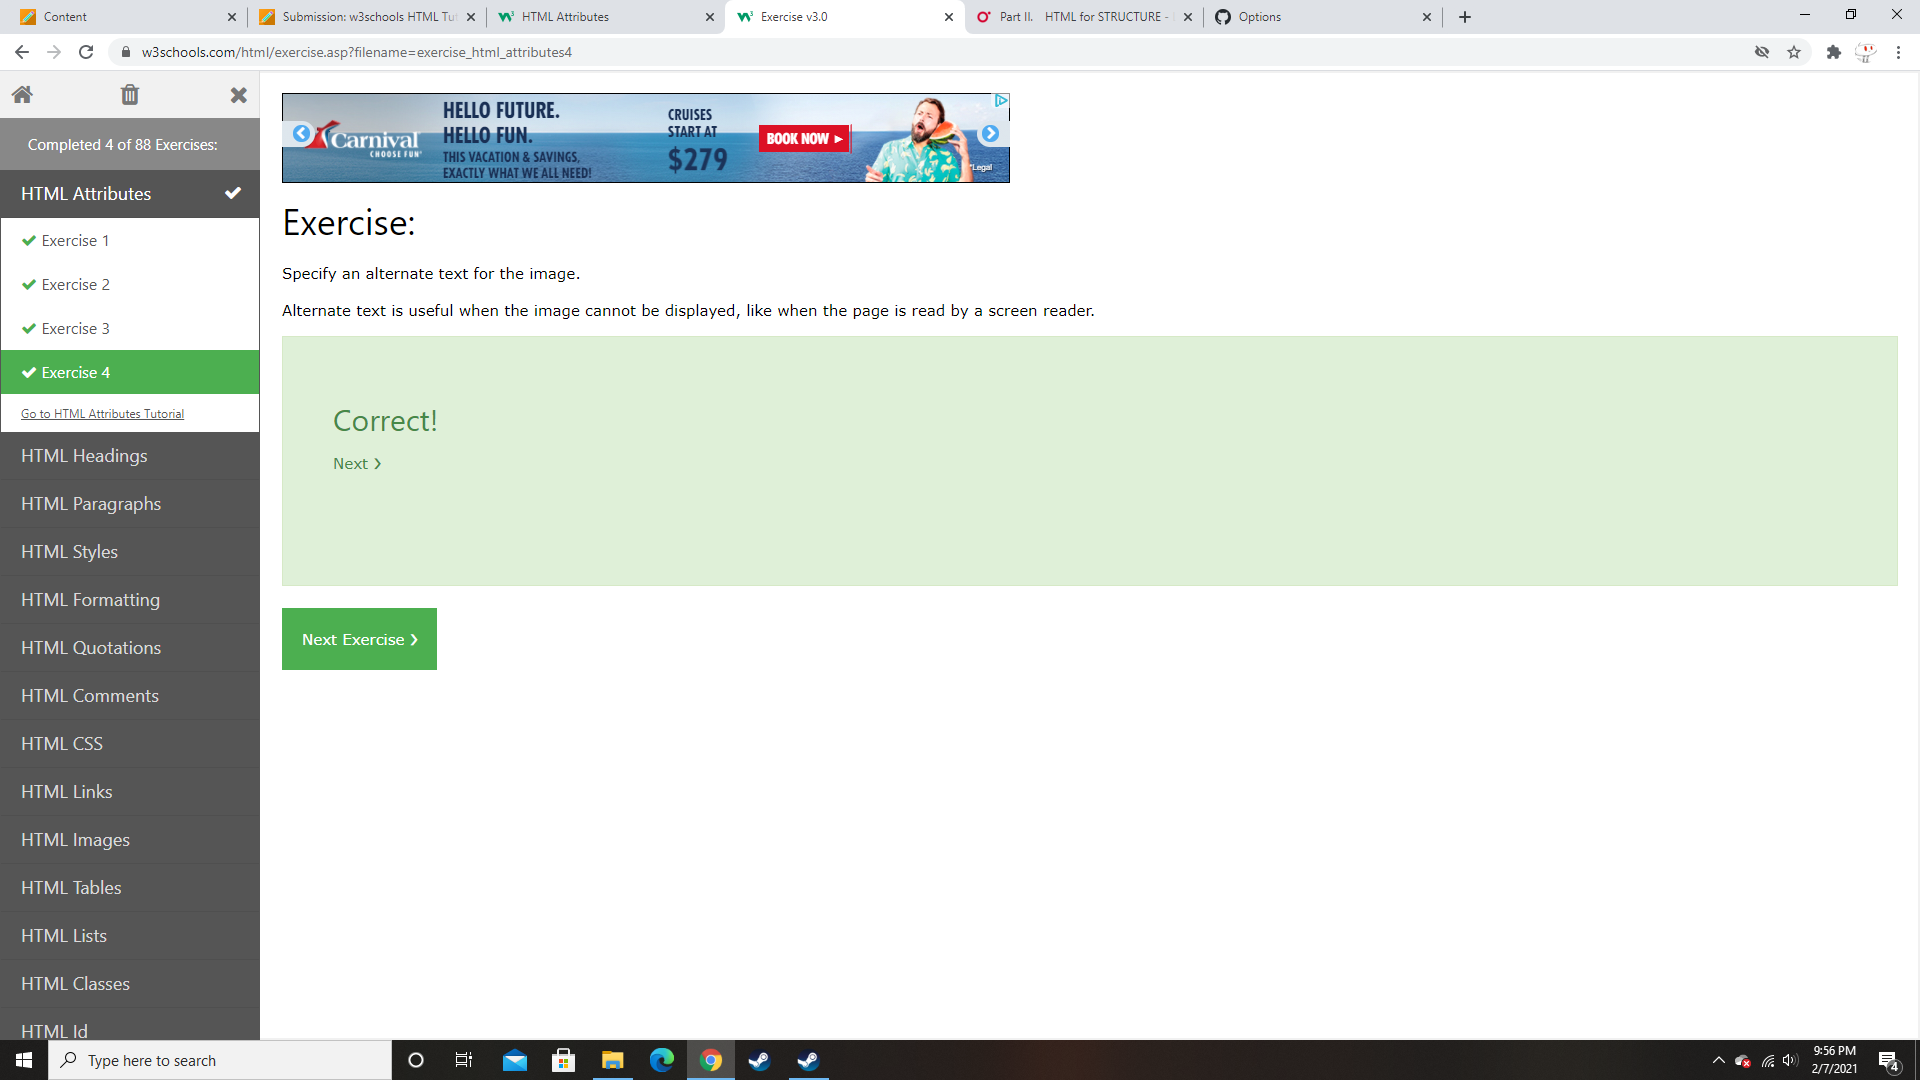 Content
Submission: w3schools HTML Tu
HTML Attributes
Exercise v3.0
Part II. HTML for STRUCTURE -
Options
w3schools.com/html/exercise.asp?filename=exercise_html_attributes4
Completed 4 of 88 Exercises:
HTML Attributes
Exercise 1
Exercise 2
Exercise 3
Exercise 4
Go to HTML Attributes Tutorial
HTML Headings
HTML Paragraphs
HTML Styles
HTML Formatting
HTML Quotations
HTML Comments
HTML CSS
HTML Links
HTML Images
HTML Tables
HTML Lists
HTML Classes
HTML Id
Carnival
CHOOSE FUN
HELLO FUTURE.
HELLO FUN.
THIS VACATION & SAVINGS,
EXACTLY WHAT WE ALL NEED!
CRUISES
START AT
$279
BOOK NOW ►
*Legal
Exercise:
Specify an alternate text for the image.
Alternate text is useful when the image cannot be displayed, like when the page is read by a screen reader.
Correct!
Next ❯
Next Exercise ❯
Type here to search
9:56 PM
2/7/2021
4